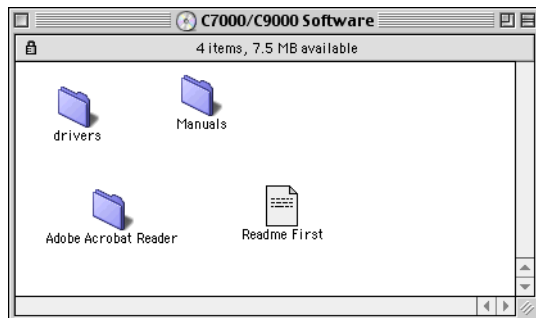 C7000/C9000 Software
4 items, 7.5 MB available
drivers
Manuals
Adobe Acrobat Reader
Readme First